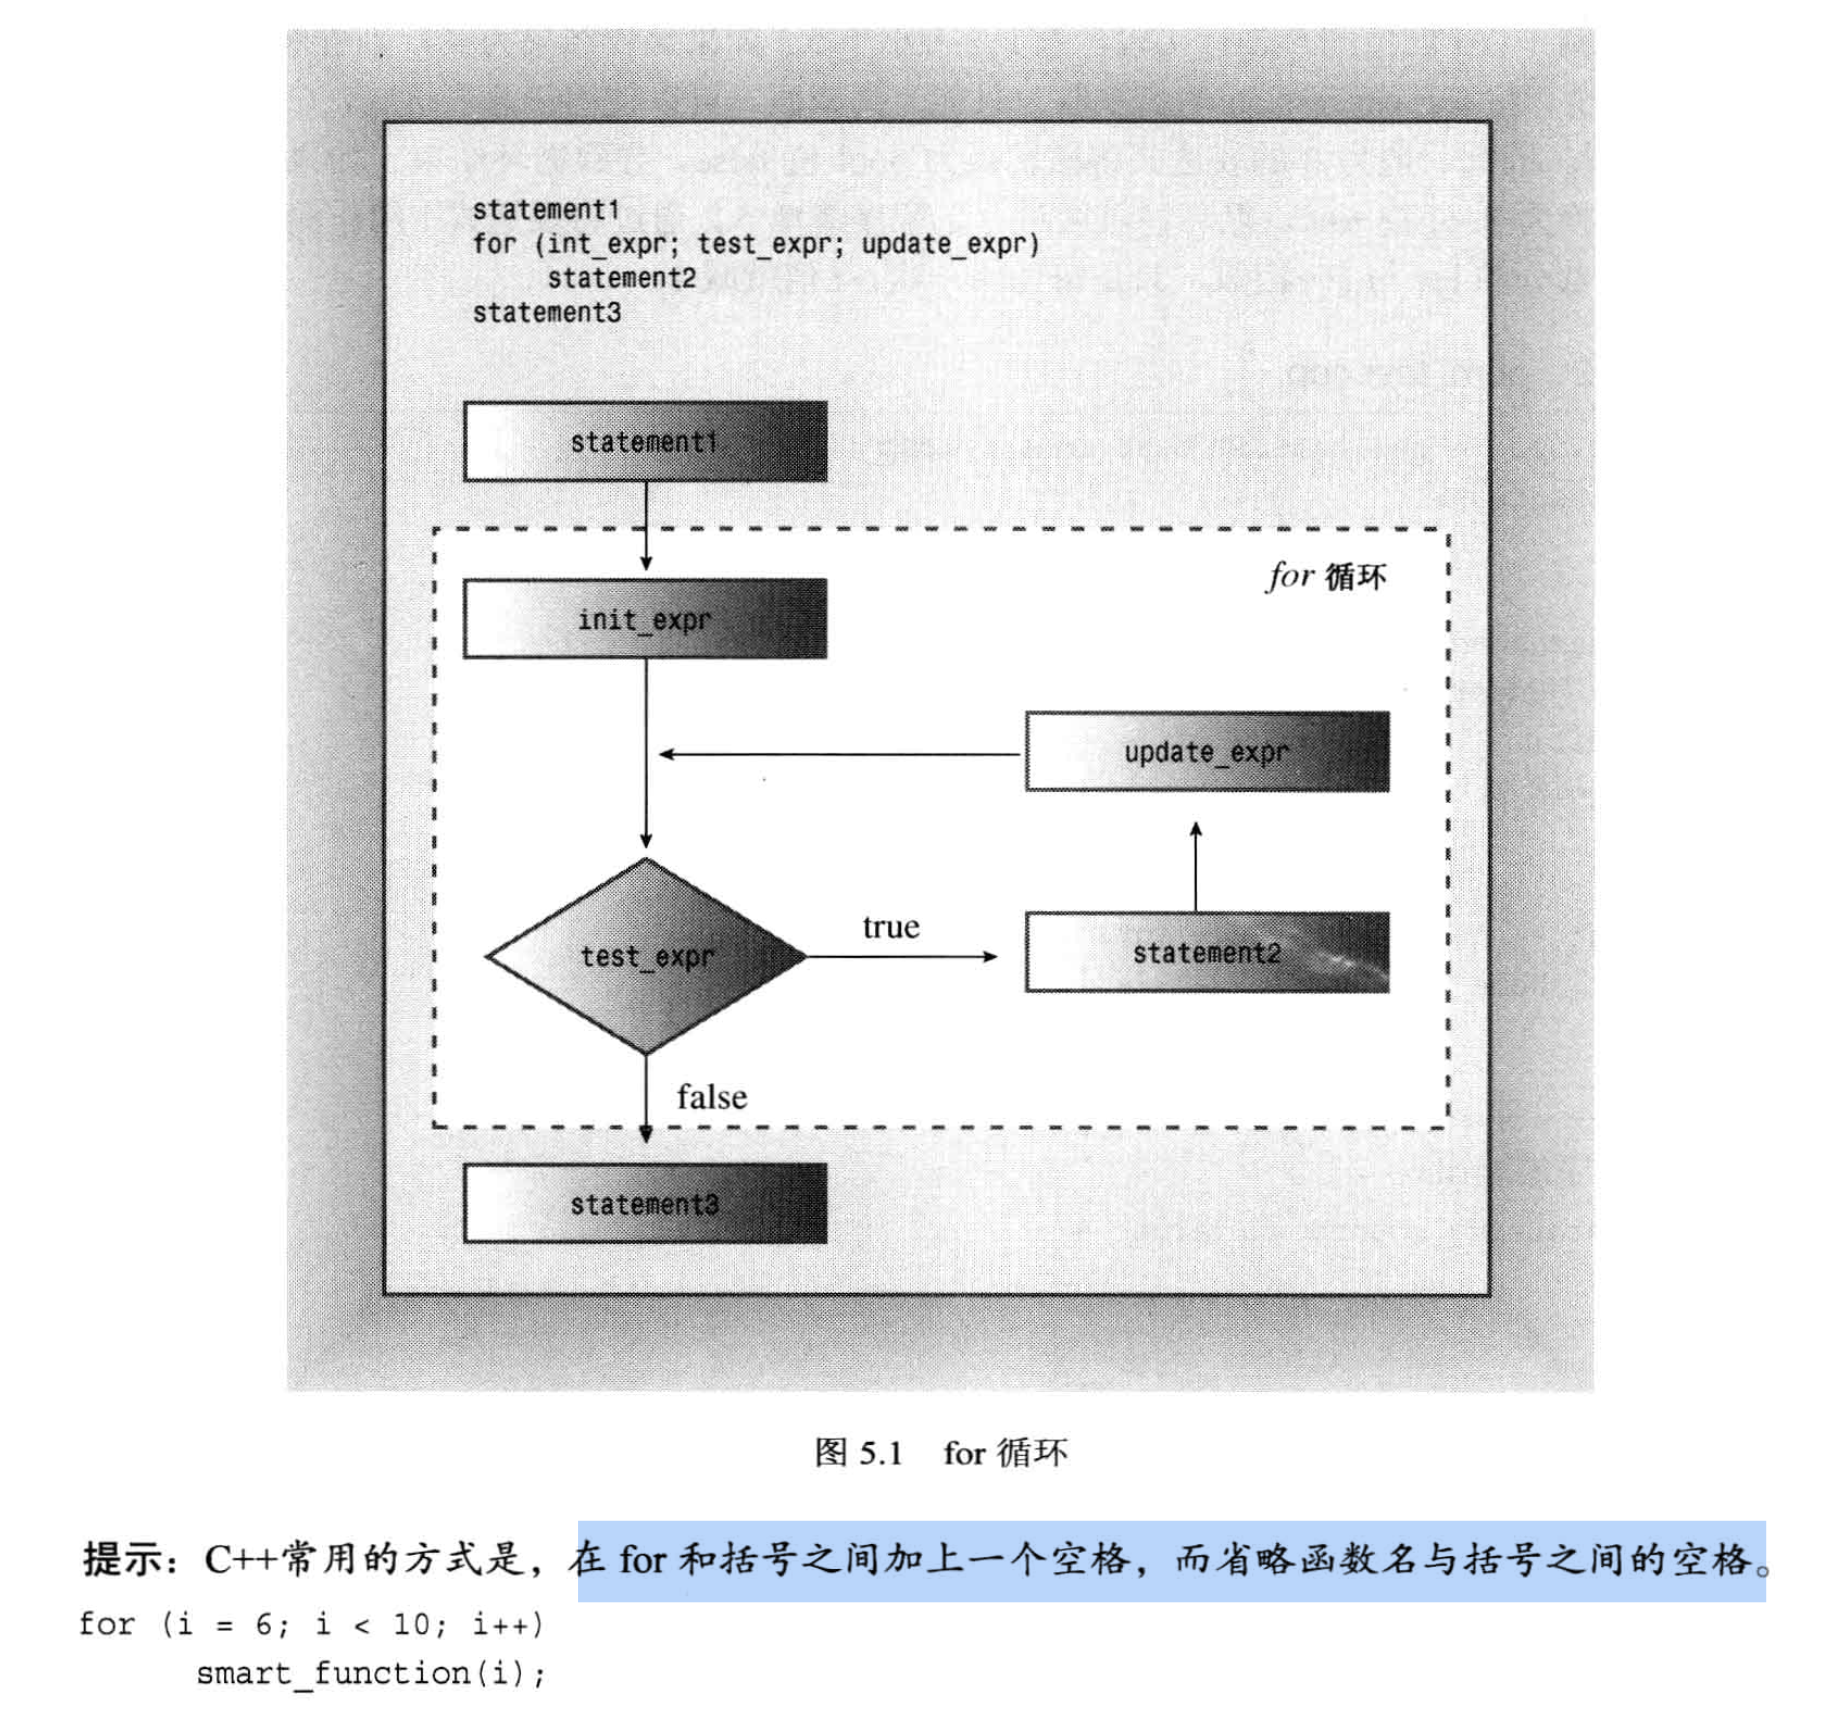 statement1
for (int_expr; test_expr; update_expr)
statement2
statement3
statement1
for 循环
init_expr
update_expr
true
test_expr
statement2
false
statement3
图 5.1 for 循环
提示：C++常用的方式是，在 for 和括号之间加上一个空格，而省略函数名与括号之间的空格。
for (i = 6; i < 10; i++)
smart_function(i);